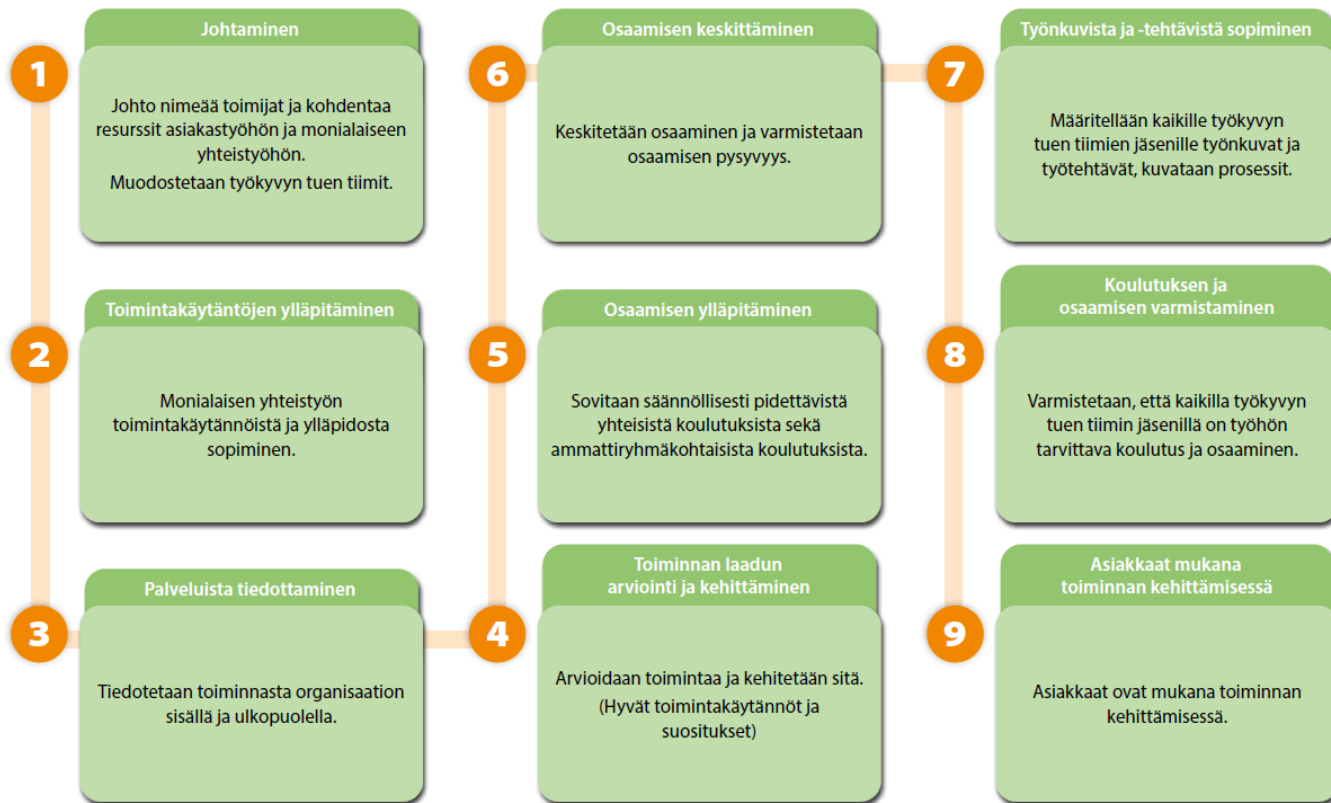 1
Johtaminen
Johto nimeää toimijat ja kohdentaa
resurssit asiakastyöhön ja monialaiseen
yhteistyöhön.
Muodostetaan työkyvyn tuen tiimit.
2
Toimintakäytäntöjen ylläpitäminen
Monialaisen yhteistyön
toimintakäytännöistä ja ylläpidosta
sopiminen.
3
Palveluista tiedottaminen
Tiedotetaan toiminnasta organisaation
sisällä ja ulkopuolella.
4
Toiminnan laadun
arviointi ja kehittäminen
Arvioidaan toimintaa ja kehitetään sitä.
(Hyvät toimintakäytännöt ja
suositukset)
5
Osaamisen ylläpitäminen
Sovitaan säännöllisesti pidettävistä
yhteisistä koulutuksista sekä
ammattiryhmäkohtaisista koulutuksista.
6
Osaamisen keskittäminen
Keskitetään osaaminen ja varmistetaan
osaamisen pysyvyys.
7
Työnkuvista ja -tehtävistä sopiminen
Määritellään kaikille työkyvyn
tuen tiimien jäsenille työnkuvat ja
työtehtävät, kuvataan prosessit.
8
Koulutuksen ja
osaamisen varmistaminen
Varmistetaan, että kaikilla työkyvyn
tuen tiimin jäsenillä on työhön
tarvittava koulutus ja osaaminen.
9
Asiakkaat mukana
toiminnan kehittämisessä
Asiakkaat ovat mukana toiminnan
kehittämisessä.